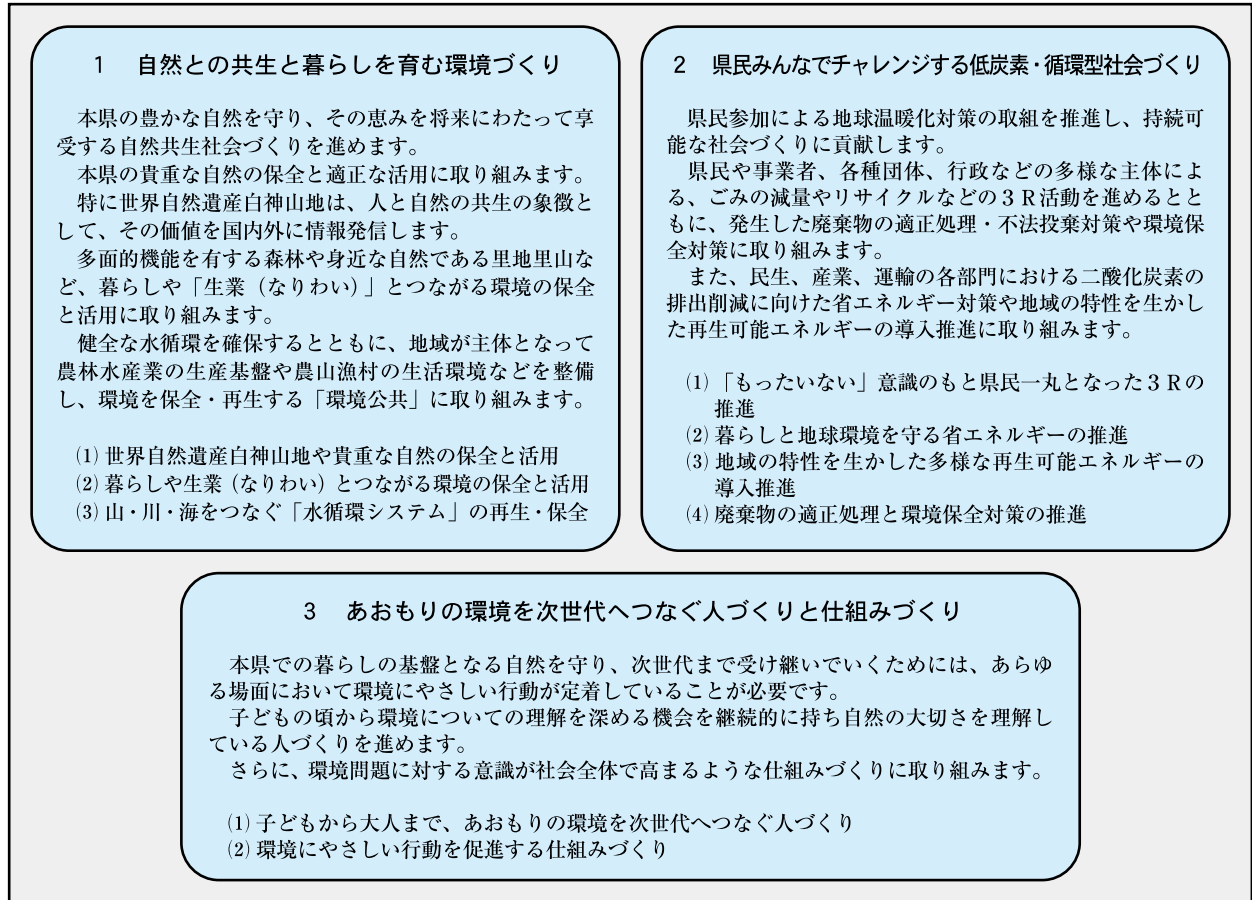 1　自然との共生と暮らしを育む環境づくり
本県の豊かな自然を守り、その恵みを将来にわたって享
受する自然共生社会づくりを進めます。
本県の貴重な自然の保全と適正な活用に取り組みます。
特に世界自然遺産白神山地は、人と自然の共生の象徴と
して、その価値を国内外に情報発信します。
多面的機能を有する森林や身近な自然である里地里山な
ど、暮らしや「生業（なりわい）」とつながる環境の保全
と活用に取り組みます。
健全な水循環を確保するとともに、地域が主体となって
農林水産業の生産基盤や農山漁村の生活環境などを整備
し、環境を保全・再生する「環境公共」に取り組みます。
(1) 世界自然遺産白神山地や貴重な自然の保全と活用
(2) 暮らしや生業（なりわい）とつながる環境の保全と活用
(3) 山・川・海をつなぐ「水循環システム」の再生・保全
2　県民みんなでチャレンジする低炭素・循環型社会づくり
県民参加による地球温暖化対策の取組を推進し、持続可
能な社会づくりに貢献します。
県民や事業者、各種団体、行政などの多様な主体によ
る、ごみの減量やリサイクルなどの３Ｒ活動を進めるとと
もに、発生した廃棄物の適正処理・不法投棄対策や環境保
全対策に取り組みます。
また、民生、産業、運輸の各部門における二酸化炭素の
排出削減に向けた省エネルギー対策や地域の特性を生かし
た再生可能エネルギーの導入推進に取り組みます。
(1) 「もったいない」意識のもと県民一丸となった３Ｒの
推進
(2) 暮らしと地球環境を守る省エネルギーの推進
(3) 地域の特性を生かした多様な再生可能エネルギーの
導入推進
(4) 廃棄物の適正処理と環境保全対策の推進
3　あおもりの環境を次世代へつなぐ人づくりと仕組みづくり
本県での暮らしの基盤となる自然を守り、次世代まで受け継いでいくためには、あらゆ
る場面において環境にやさしい行動が定着していることが必要です。
子どもの頃から環境についての理解を深める機会を継続的に持ち自然の大切さを理解し
ている人づくりを進めます。
さらに、環境問題に対する意識が社会全体で高まるような仕組みづくりに取り組みます。
(1) 子どもから大人まで、あおもりの環境を次世代へつなぐ人づくり
(2) 環境にやさしい行動を促進する仕組みづくり